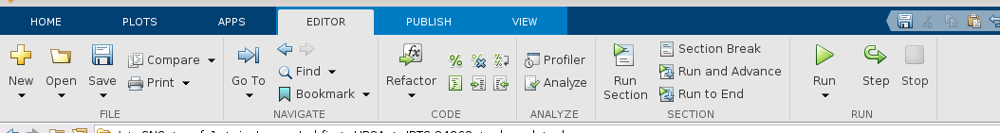 HOME PLOTS APPS EDITOR PUBLISH VIEW
New Open Save Compare Print
Go To Find Bookmark
Refactor
Profiler Analyze
Run Section Section Break Run and Advance Run to End
Run Step Stop
FILE NAVIGATE CODE ANALYZE SECTION RUN